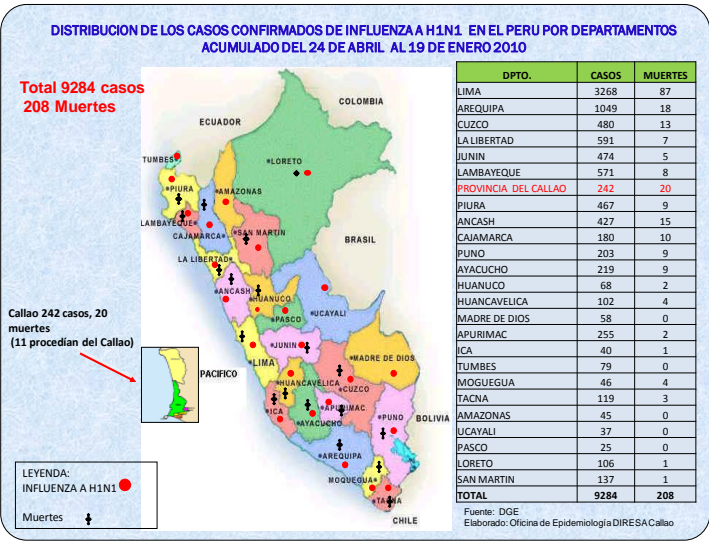 DISTRIBUCION DE LOS CASOS CONFIRMADOS DE INFLUENZA A H1N1 EN EL PERU POR DEPARTAMENTOS
ACUMULADO DEL 24 DE ABRIL AL 19 DE ENERO 2010
Total 9284 casos
208 Muertes
COLOMBIA
ECUADOR
TUMBES
LORETO
PIURA
AMAZONAS
LAMBAYEQUE
CAJAMARCA
SAN MARTIN
BRASIL
LA LIBERTAD
ANCASH
HUANUCO
UCAYALI
PASCO
JUNIN
LIMA
MADRE DE DIOS
PACIFICO
HUANCAVELICA
CUZCO
ICA
APURIMAC
AYACUCHO
PUNO
BOLIVIA
AREQUIPA
MOQUEGUA
TACNA
CHILE
Callao 242 casos, 20
muertes
(11 procedían del Callao)
LEYENDA:
INFLUENZA A H1N1
Muertes
DPTO. CASOS MUERTES
LIMA 3268 87
AREQUIPA 1049 18
CUZCO 480 13
LA LIBERTAD 591 7
JUNIN 474 5
LAMBAYEQUE 571 8
PROVINCIA DEL CALLAO 242 20
PIURA 467 9
ANCASH 427 15
CAJAMARCA 180 10
PUNO 203 9
AYACUCHO 219 9
HUANUCO 68 2
HUANCAVELICA 102 4
MADRE DE DIOS 58 0
APURIMAC 255 2
ICA 40 1
TUMBES 79 0
MOGUEGUA 46 4
TACNA 119 3
AMAZONAS 45 0
UCAYALI 37 0
PASCO 25 0
LORETO 106 1
SAN MARTIN 137 1
TOTAL 9284 208
Fuente: DGE
Elaborado: Oficina de Epidemiología DIRESA Callao